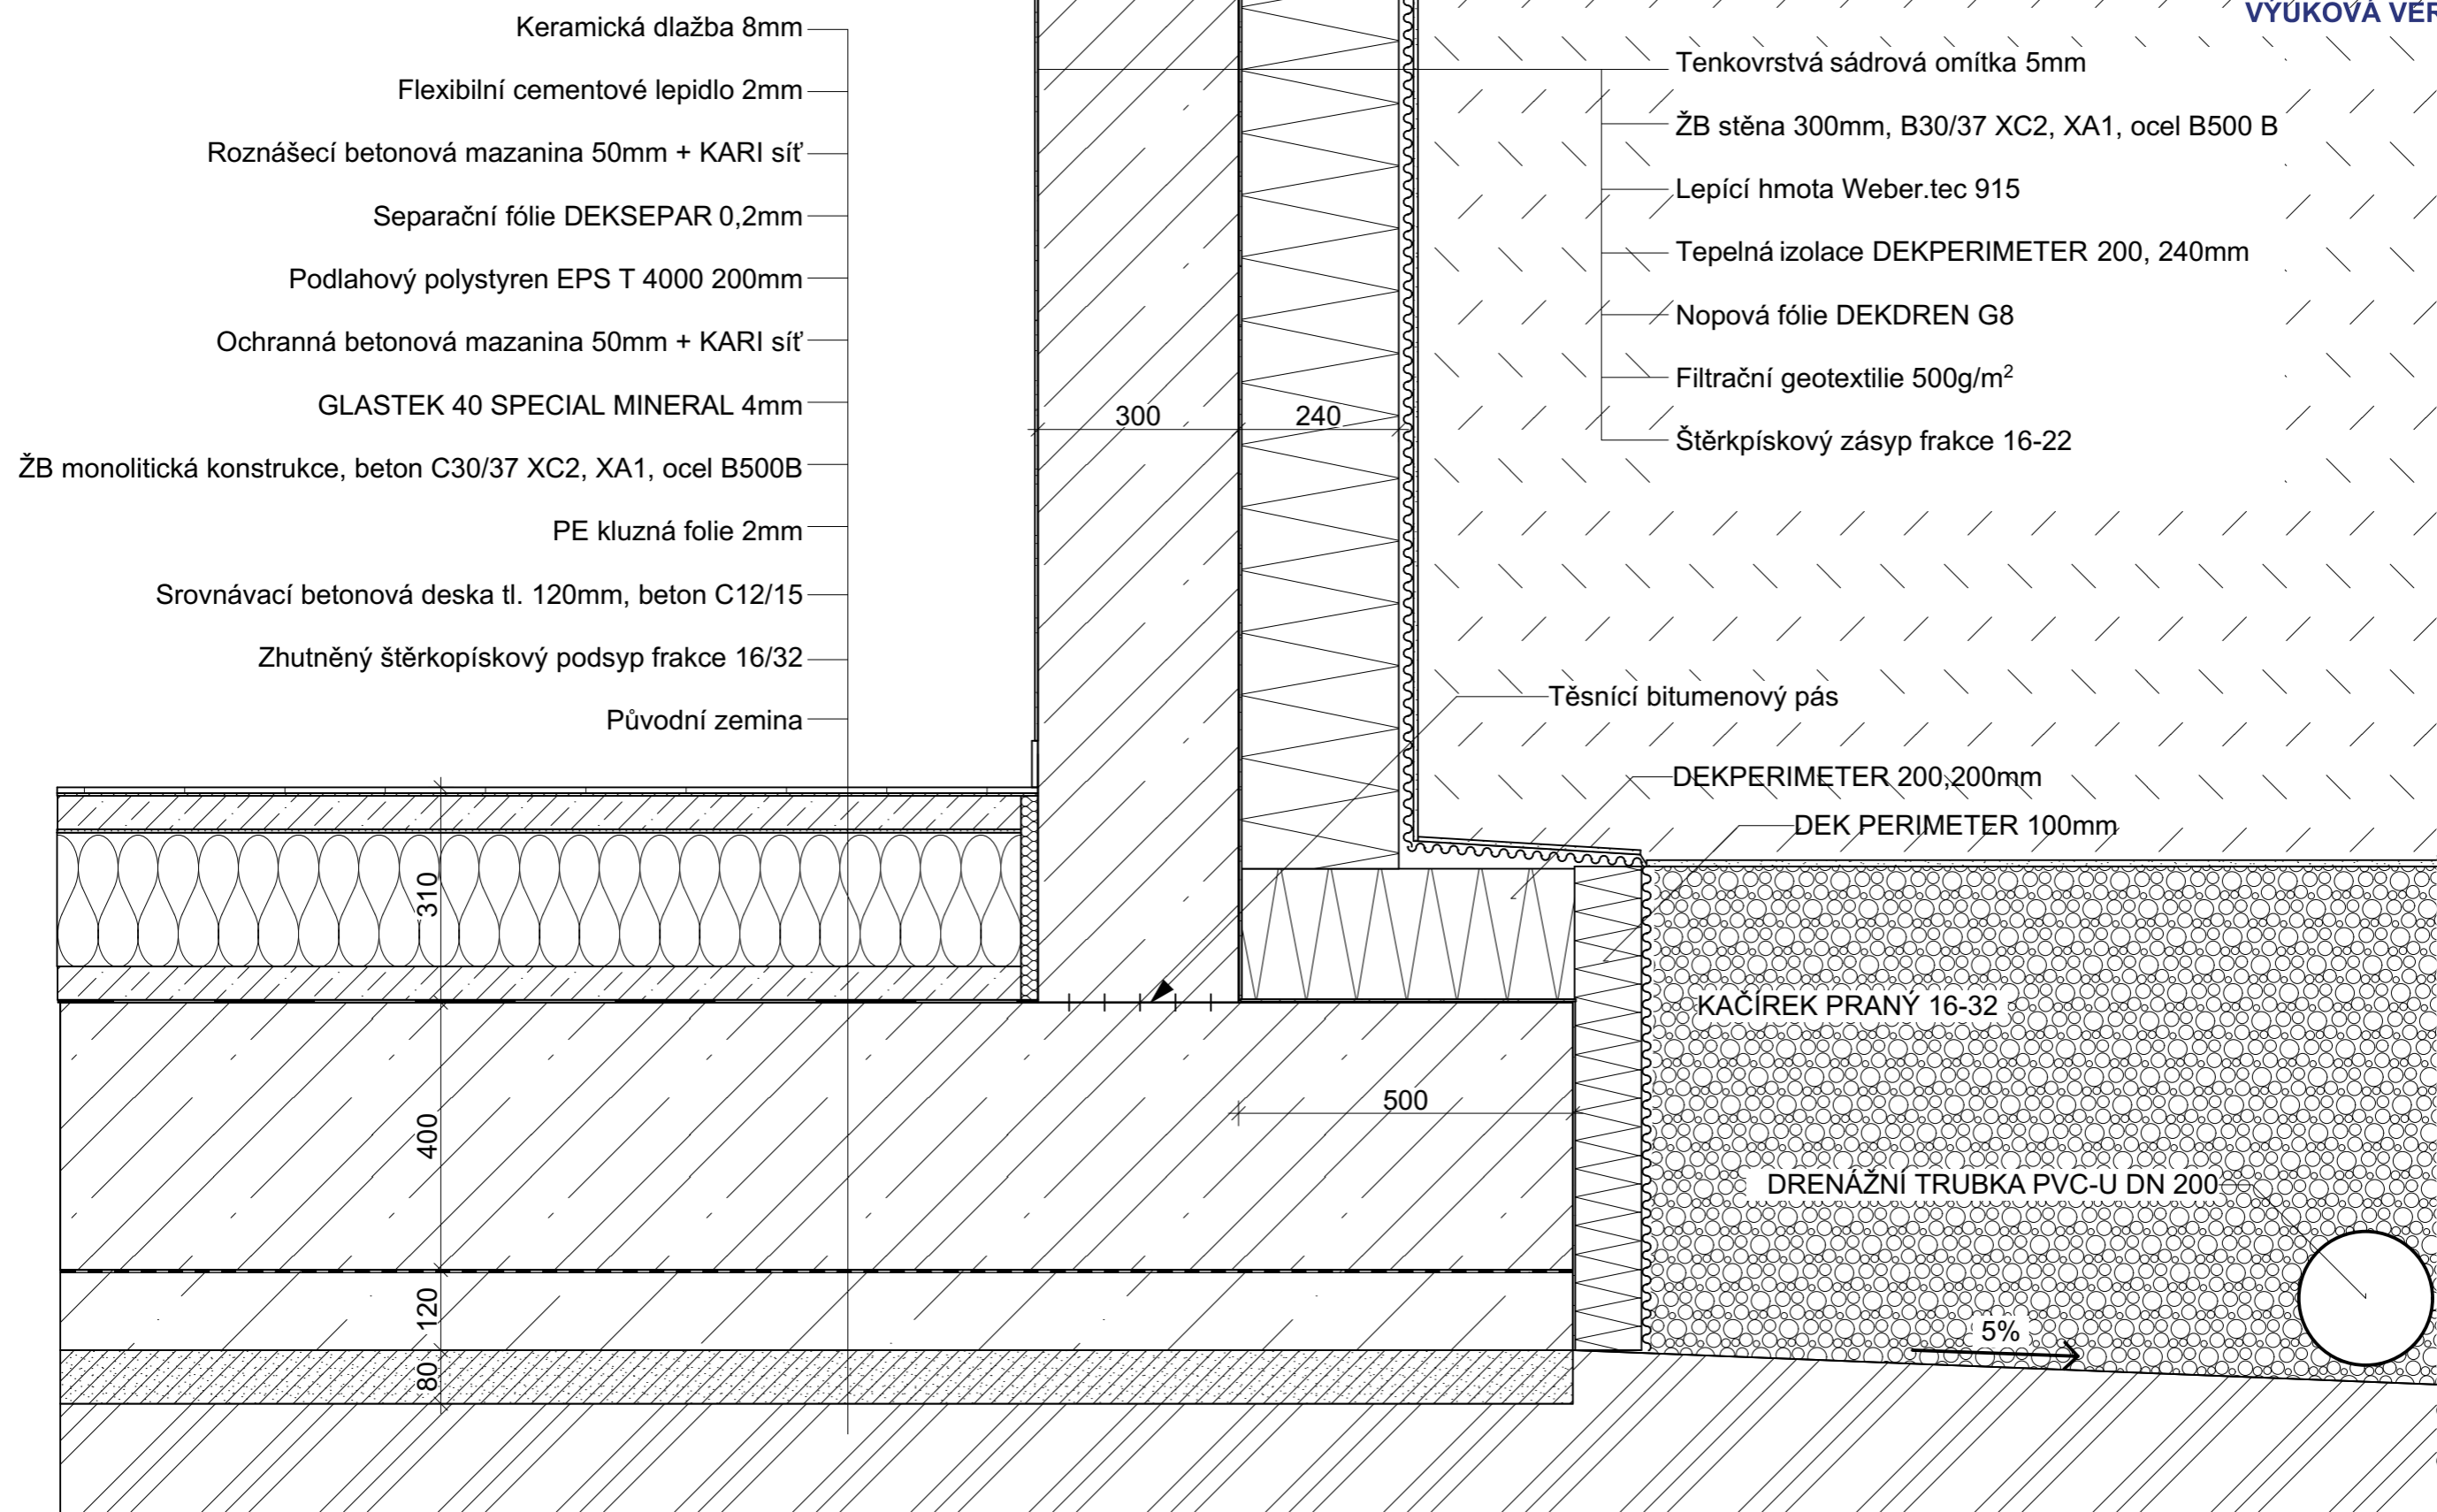 VÝUKOVÁ VER
Keramická dlažba 8mm
Flexibilní cementové lepidlo 2mm
Roznášecí betonová mazanina 50mm + KARI síť
Separační fólie DEKSEPAR 0,2mm
Podlahový polystyren EPS T 4000 200mm
Ochranná betonová mazanina 50mm + KARI síť
GLASTEK 40 SPECIAL MINERAL 4mm
ŽB monolitická konstrukce, beton C30/37 XC2, XA1, ocel B500B
PE kluzná folie 2mm
Srovnávací betonová deska tl. 120mm, beton C12/15
Zhutněný štěrkopískový podsyp frakce 16/32
Původní zemina
Tenkovrstvá sádrová omítka 5mm
ŽB stěna 300mm, B30/37 XC2, XA1, ocel B500 B
Lepící hmota Weber.tec 915
Tepelná izolace DEKPERIMETER 200, 240mm
Nopová fólie DEKDREN G8
Filtrační geotextilie 500g/m²
Štěrkpískový zásyp frakce 16-22
300
240
Těsnící bitumenový pás
DEKPERIMETER 200,200mm
DEK PERIMETER 100mm
310
KAČÍREK PRANÝ 16-32
500
400
DRENÁŽNÍ TRUBKA PVC-U DN 200
120
5%
80